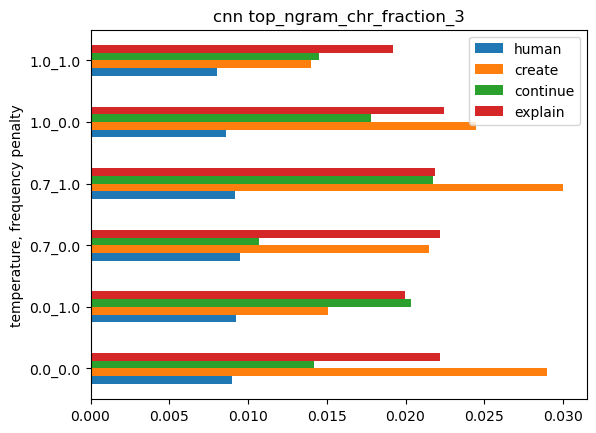 cnn top_ngram_chr_fraction_3
human
create
continue
explain
temperature, frequency penalty
1.0_1.0
1.0_0.0
0.7_1.0
0.7_0.0
0.0_1.0
0.0_0.0
0.000 0.005 0.010 0.015 0.020 0.025 0.030